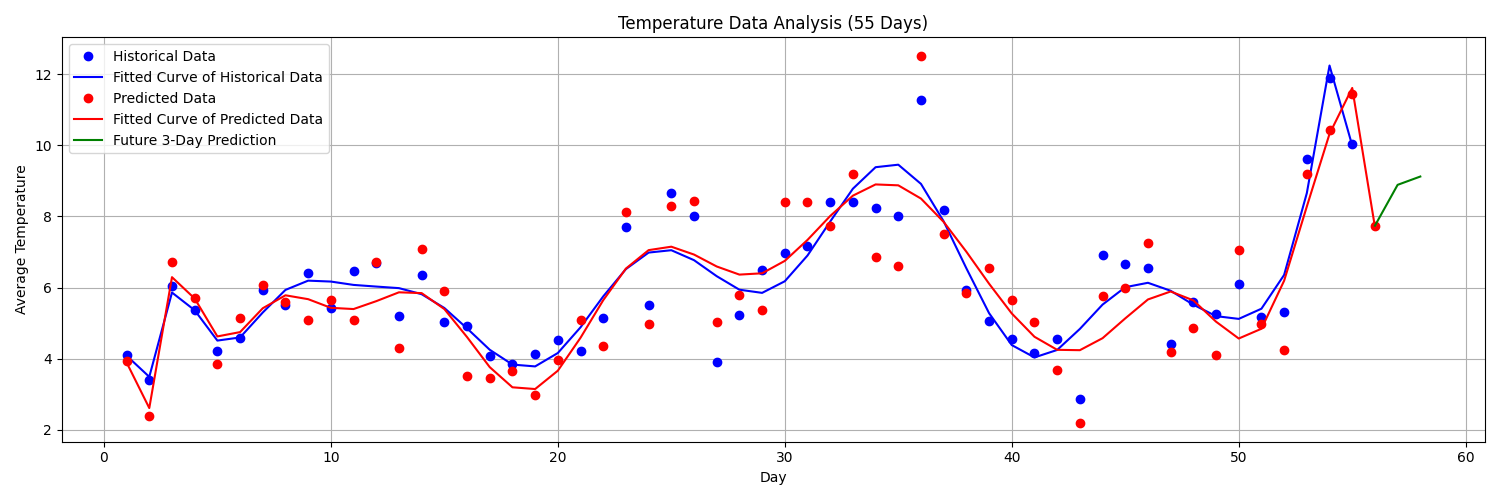 Temperature Data Analysis (55 Days)
Historical Data
Fitted Curve of Historical Data
Predicted Data
Fitted Curve of Predicted Data
Future 3-Day Prediction
Average Temperature
12
10
8
6
4
2
0 10 20 30 40 50 60
Day